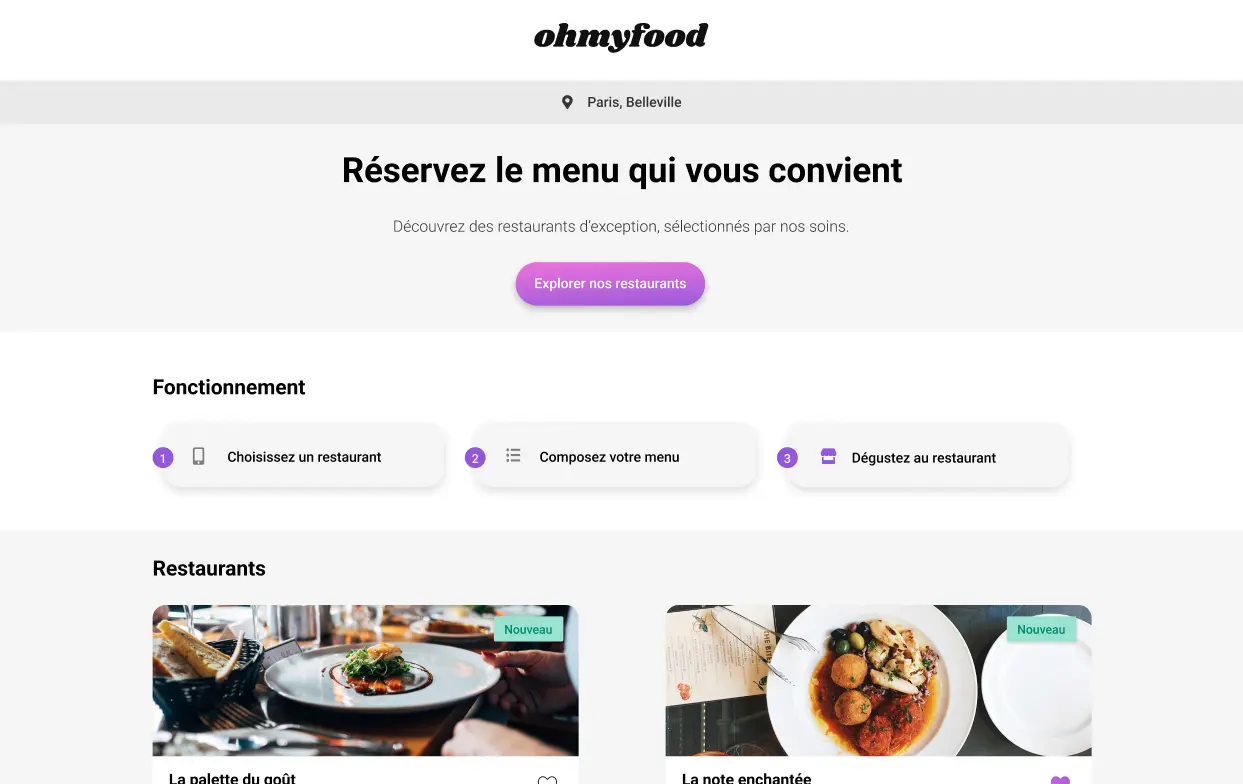 ohmyfood
Paris, Belleville
Réservez le menu qui vous convient
Découvrez des restaurants d’exception, sélectionnés par nos soins.
Explorer nos restaurants
Fonctionnement
1 Choisissez un restaurant
2 Composez votre menu
3 Dégustez au restaurant
Restaurants
Nouveau
Nouveau
La palette du goût
La note enchantée